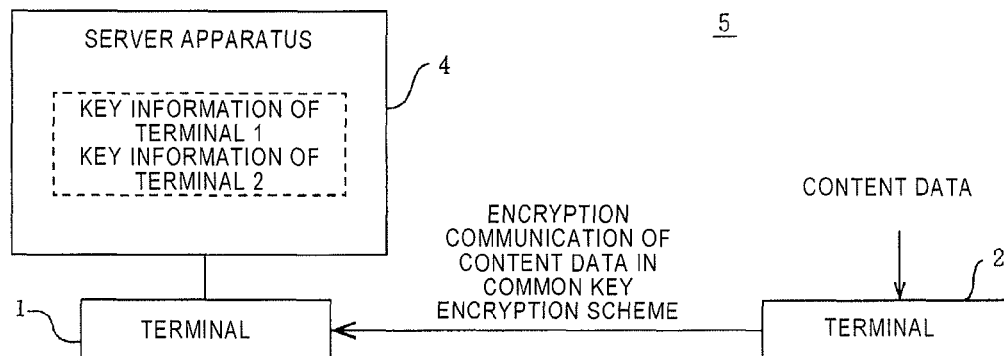 SERVER APPARATUS
5
4
KEY INFORMATION OF
TERMINAL 1
KEY INFORMATION OF
TERMINAL 2
CONTENT DATA
ENCRYPTION
COMMUNICATION OF
CONTENT DATA IN
COMMON KEY
ENCRYPTION SCHEME
2
1
TERMINAL
TERMINAL